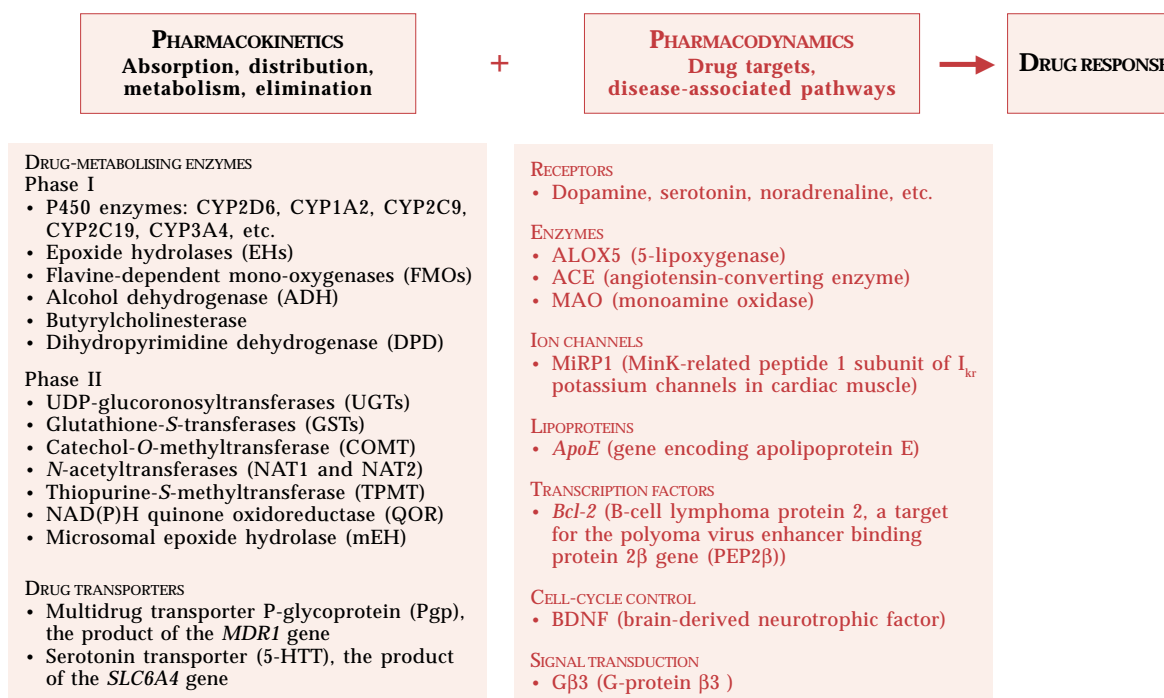 PHARMACOKINETICS
Absorption, distribution,
metabolism, elimination
+
PHARMACODYNAMICS
Drug targets,
disease-associated pathways
DRUG RESPONSE
DRUG-METABOLISING ENZYMES
Phase I
• P450 enzymes: CYP2D6, CYP1A2, CYP2C9,
CYP2C19, CYP3A4, etc.
• Epoxide hydrolases (EHs)
• Flavine-dependent mono-oxygenases (FMOs)
• Alcohol dehydrogenase (ADH)
• Butyrylcholinesterase
• Dihydropyrimidine dehydrogenase (DPD)
Phase II
• UDP-glucoronosyltransferases (UGTs)
• Glutathione-S-transferases (GSTs)
• Catechol-O-methyltransferase (COMT)
• N-acetyltransferases (NAT1 and NAT2)
• Thiopurine-S-methyltransferase (TPMT)
• NAD(P)H quinone oxidoreductase (QOR)
• Microsomal epoxide hydrolase (mEH)
DRUG TRANSPORTERS
• Multidrug transporter P-glycoprotein (Pgp),
the product of the MDR1 gene
• Serotonin transporter (5-HTT), the product
of the SLC6A4 gene
RECEPTORS
• Dopamine, serotonin, noradrenaline, etc.
ENZYMES
• ALOX5 (5-lipoxygenase)
• ACE (angiotensin-converting enzyme)
• MAO (monoamine oxidase)
ION CHANNELS
• MiRP1 (MinK-related peptide 1 subunit of Ikr
potassium channels in cardiac muscle)
LIPOPROTEINS
• ApoE (gene encoding apolipoprotein E)
TRANSCRIPTION FACTORS
• Bcl-2 (B-cell lymphoma protein 2, a target
for the polyoma virus enhancer binding
protein 2β gene (PEP2β))
CELL-CYCLE CONTROL
• BDNF (brain-derived neurotrophic factor)
SIGNAL TRANSDUCTION
• Gβ3 (G-protein β3 )